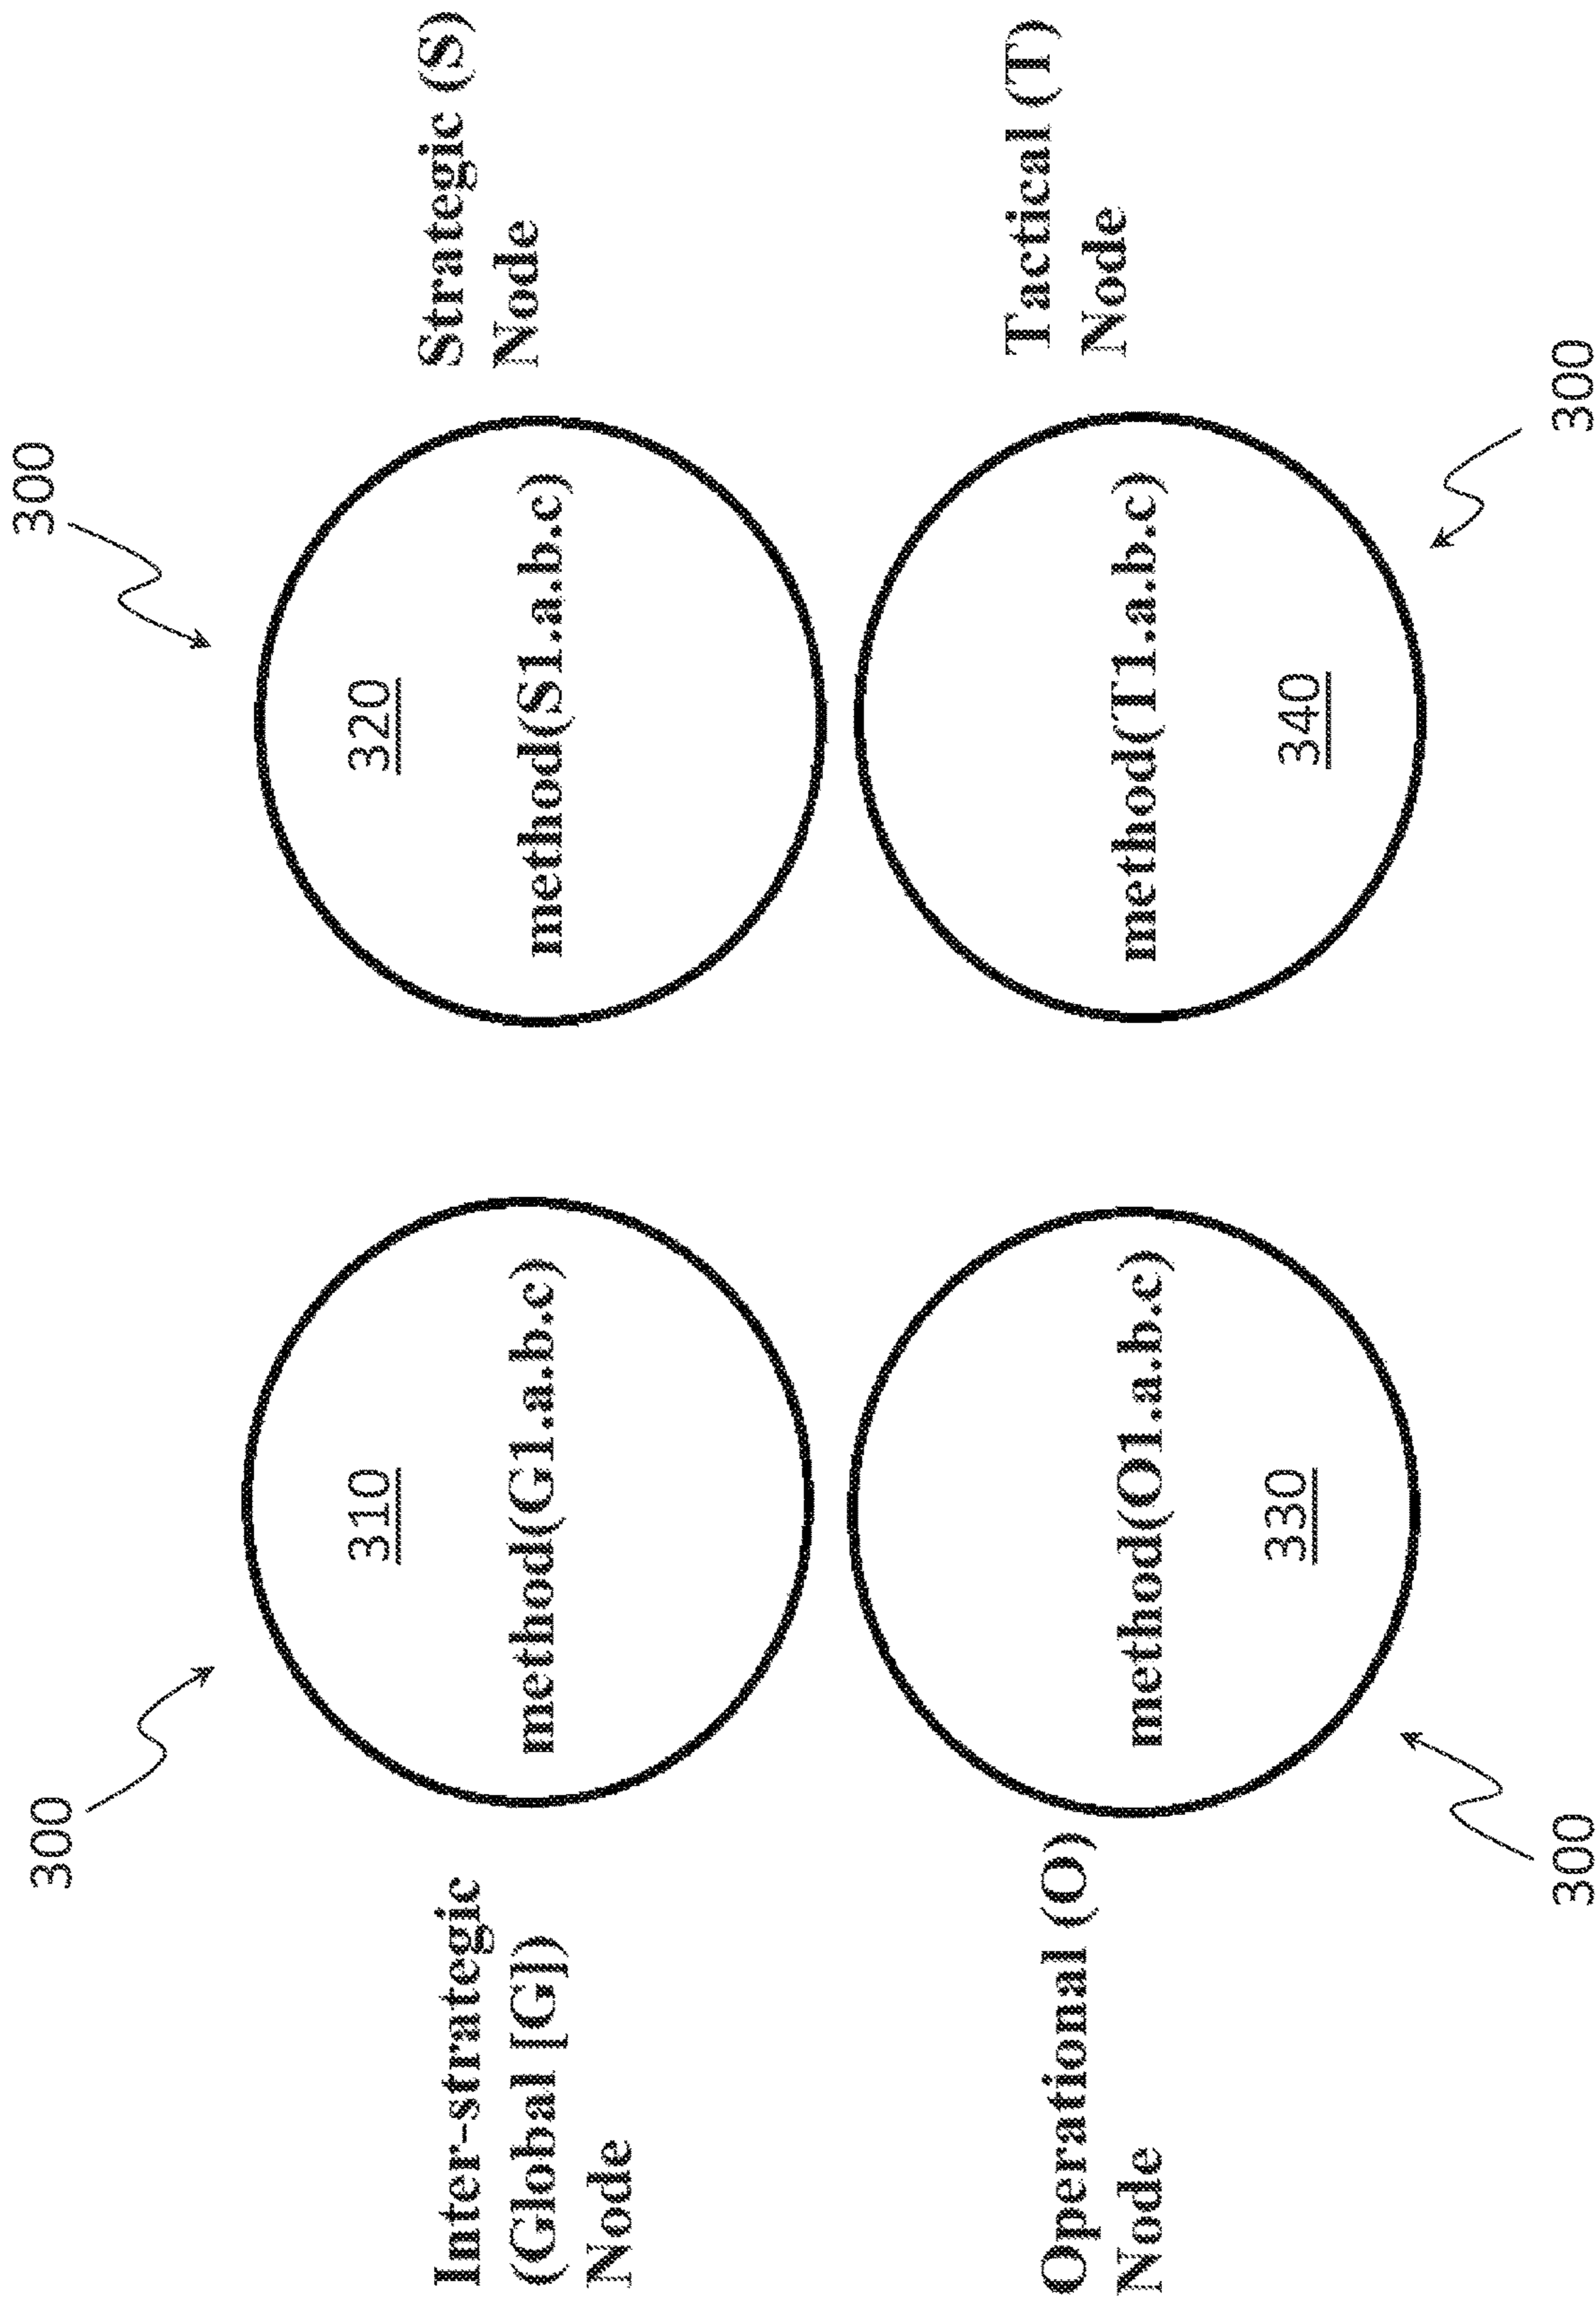 300
300
Inter-strategic
(Global [G])
Node
310
method(G1.a.b.c)
320
method(S1.a.b.c)
Strategic (S)
Node
Operational (O)
Node
method(O1.a.b.c)
330
method(T1.a.b.c)
340
Tactical (T)
Node
300
300